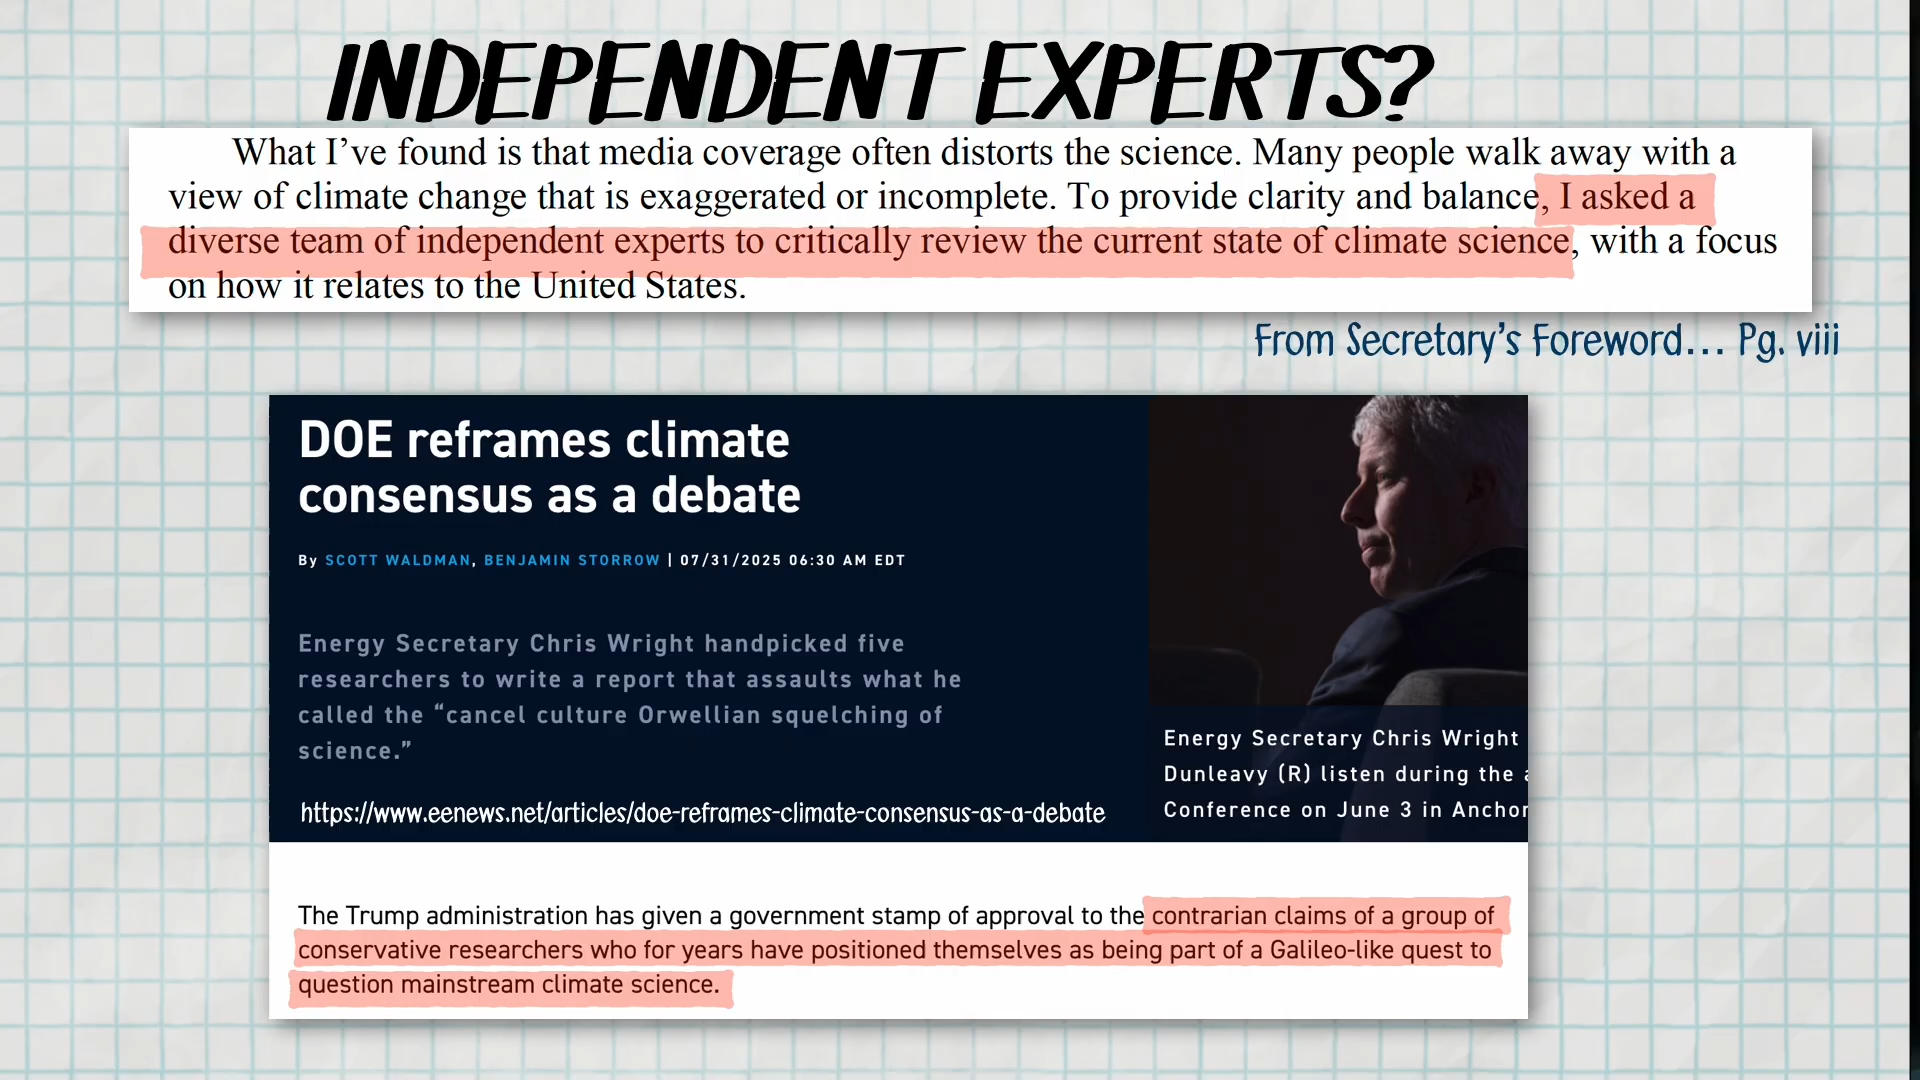 INDEPENDENT EXPERTS?
What I’ve found is that media coverage often distorts the science. Many people walk away with a
view of climate change that is exaggerated or incomplete. To provide clarity and balance, I asked a
diverse team of independent experts to critically review the current state of climate science, with a focus
on how it relates to the United States.
From Secretary’s Foreword... Pg. viii
DOE reframes climate
consensus as a debate
By SCOTT WALDMAN, BENJAMIN STORROW | 07/31/2025 06:30 AM EDT
Energy Secretary Chris Wright handpicked five
researchers to write a report that assaults what he
called the “cancel culture Orwellian squelching of
science.”
https://www.eenews.net/articles/doe-reframes-climate-consensus-as-a-debate
Energy Secretary Chris Wright
Dunleavy (R) listen during the
Conference on June 3 in Anchor
The Trump administration has given a government stamp of approval to the contrarian claims of a group of
conservative researchers who for years have positioned themselves as being part of a Galileo-like quest to
question mainstream climate science.